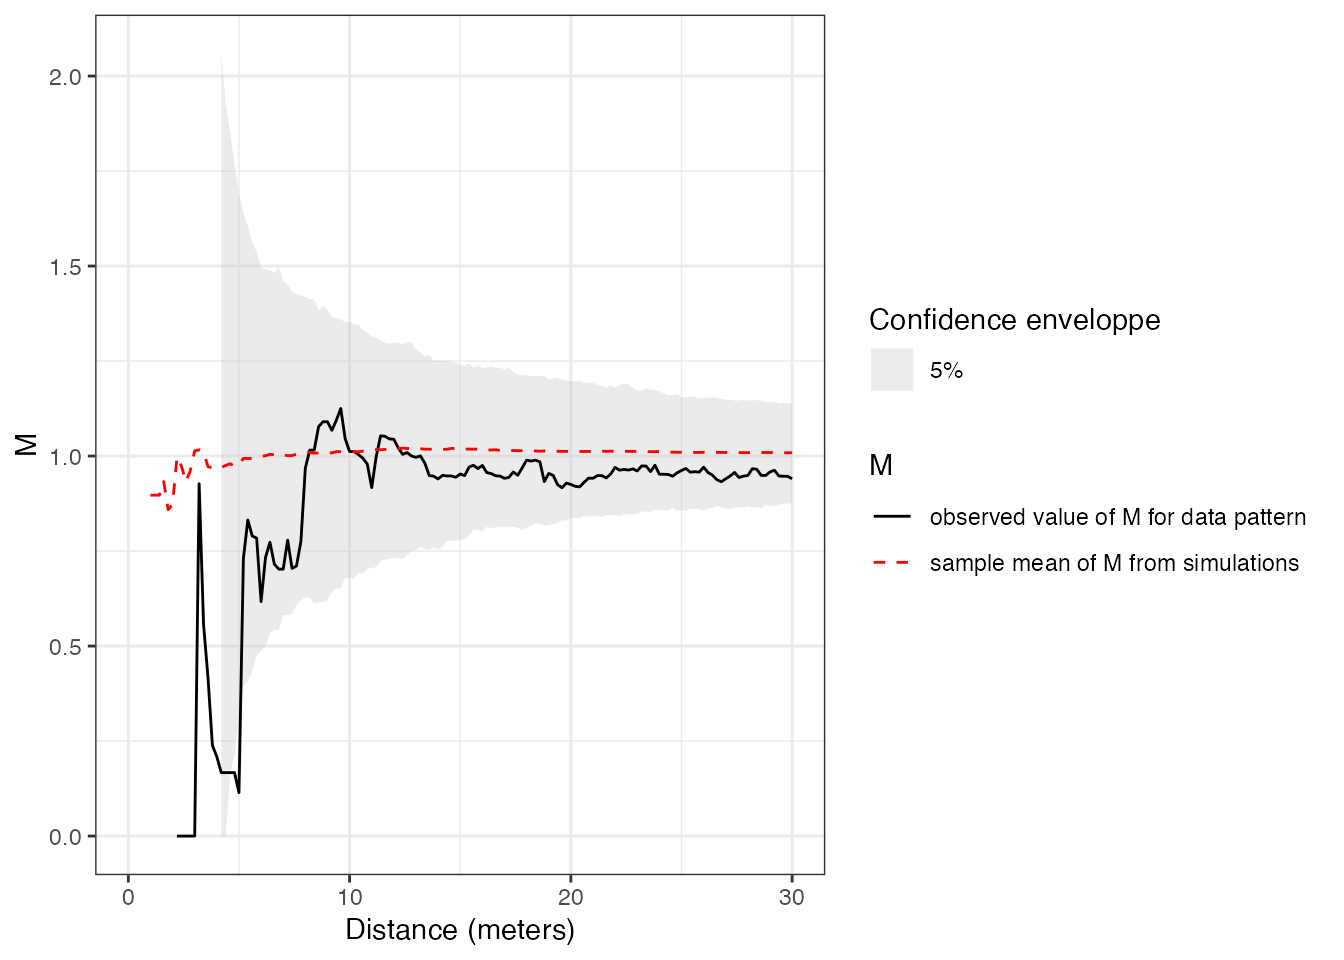 2.0
1.5
1.0
0.5
0.0
M
0
10
20
30
Distance (meters)
Confidence enveloppe
5%
M
observed value of M for data pattern
sample mean of M from simulations